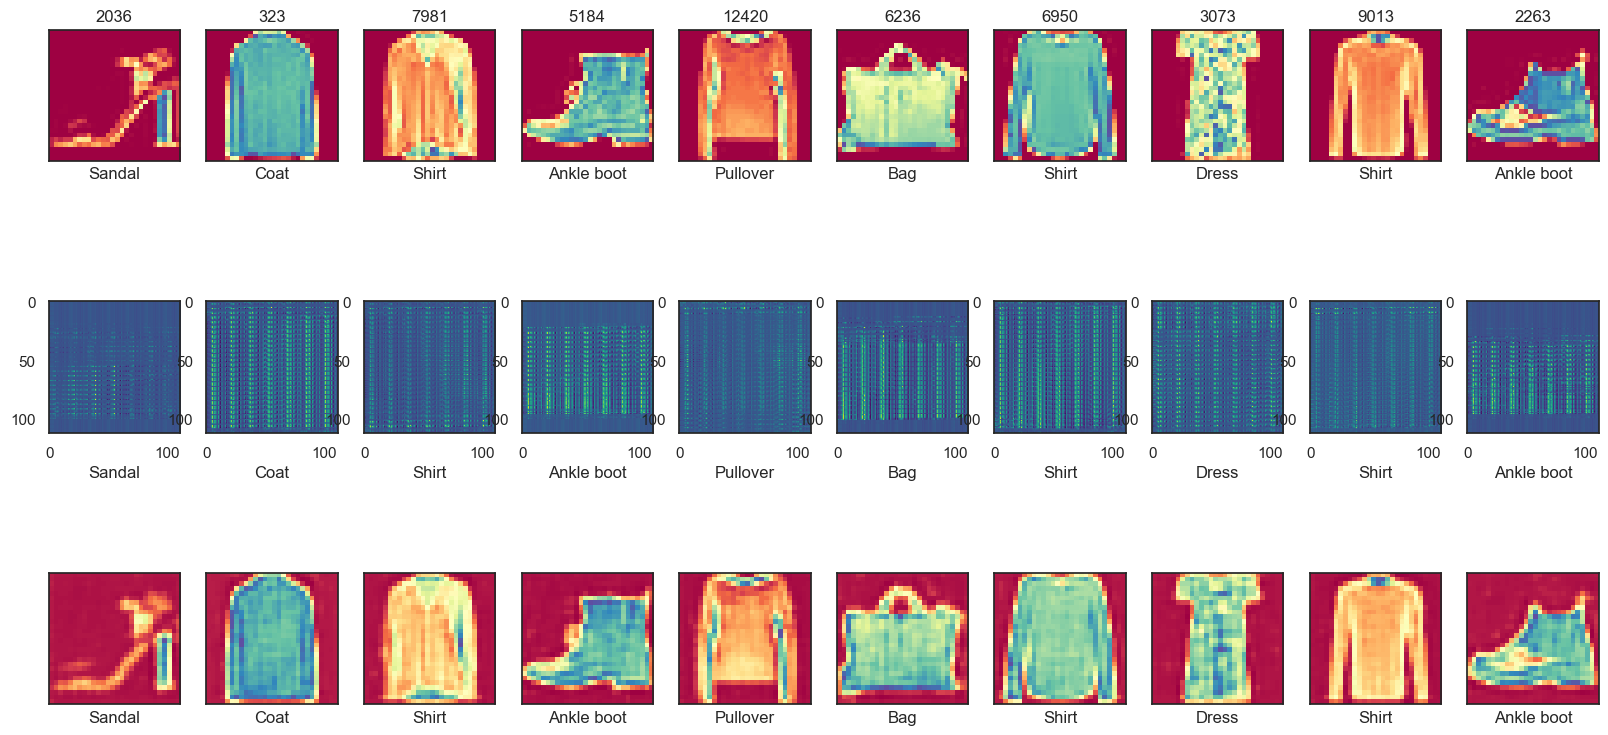 2036 323 7981 5184 12420 6236 6950 3073 9013 2263
Sandal Coat Shirt Ankle boot Pullover Bag Shirt Dress Shirt Ankle boot
0 0 0 0 0 0 0 0 0 0
50 50 50 50 50 50 50 50 50 50
100 100 100 100 100 100 100 100 100 100
0 100 0 100 0 100 0 100 0 100 0 100 0 100 0 100 0 100 0 100
Sandal Coat Shirt Ankle boot Pullover Bag Shirt Dress Shirt Ankle boot
Sandal Coat Shirt Ankle boot Pullover Bag Shirt Dress Shirt Ankle boot